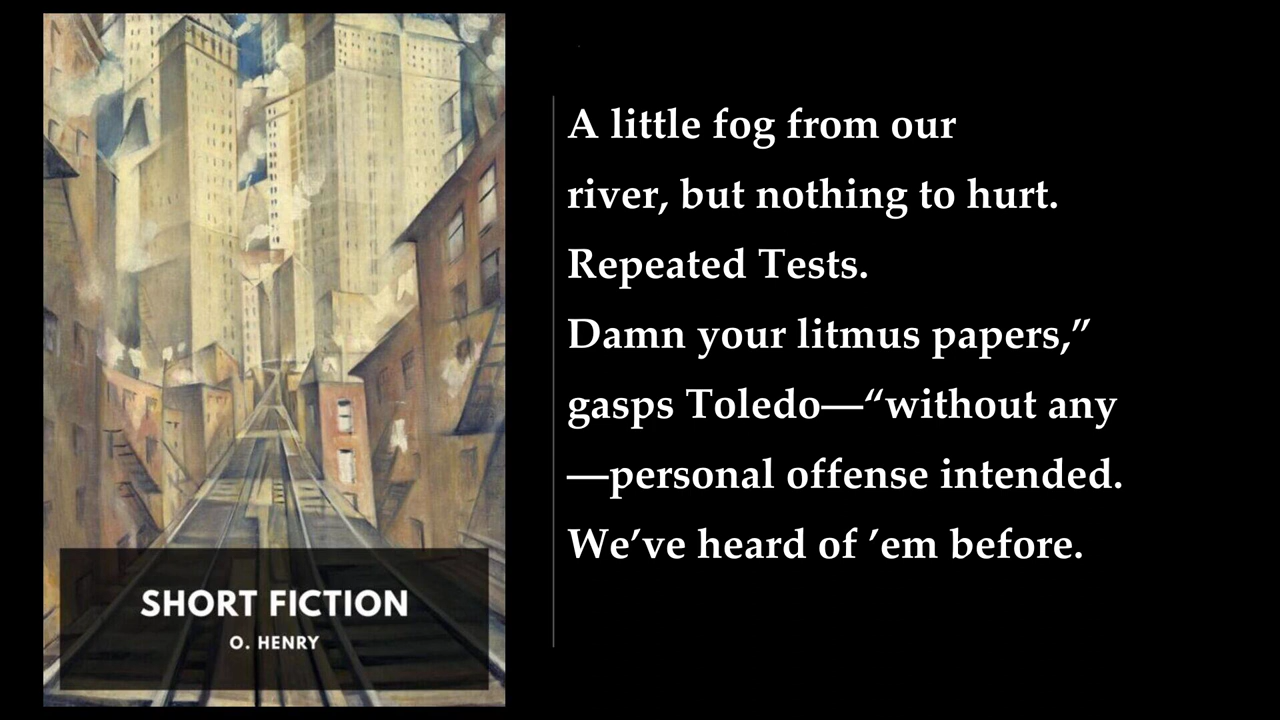 A little fog from our
river, but nothing to hurt.
Repeated Tests.
Damn your litmus papers,”
gasps Toledo—“without any
—personal offense intended.
We’ve heard of ’em before.
SHORT FICTION
O. HENRY